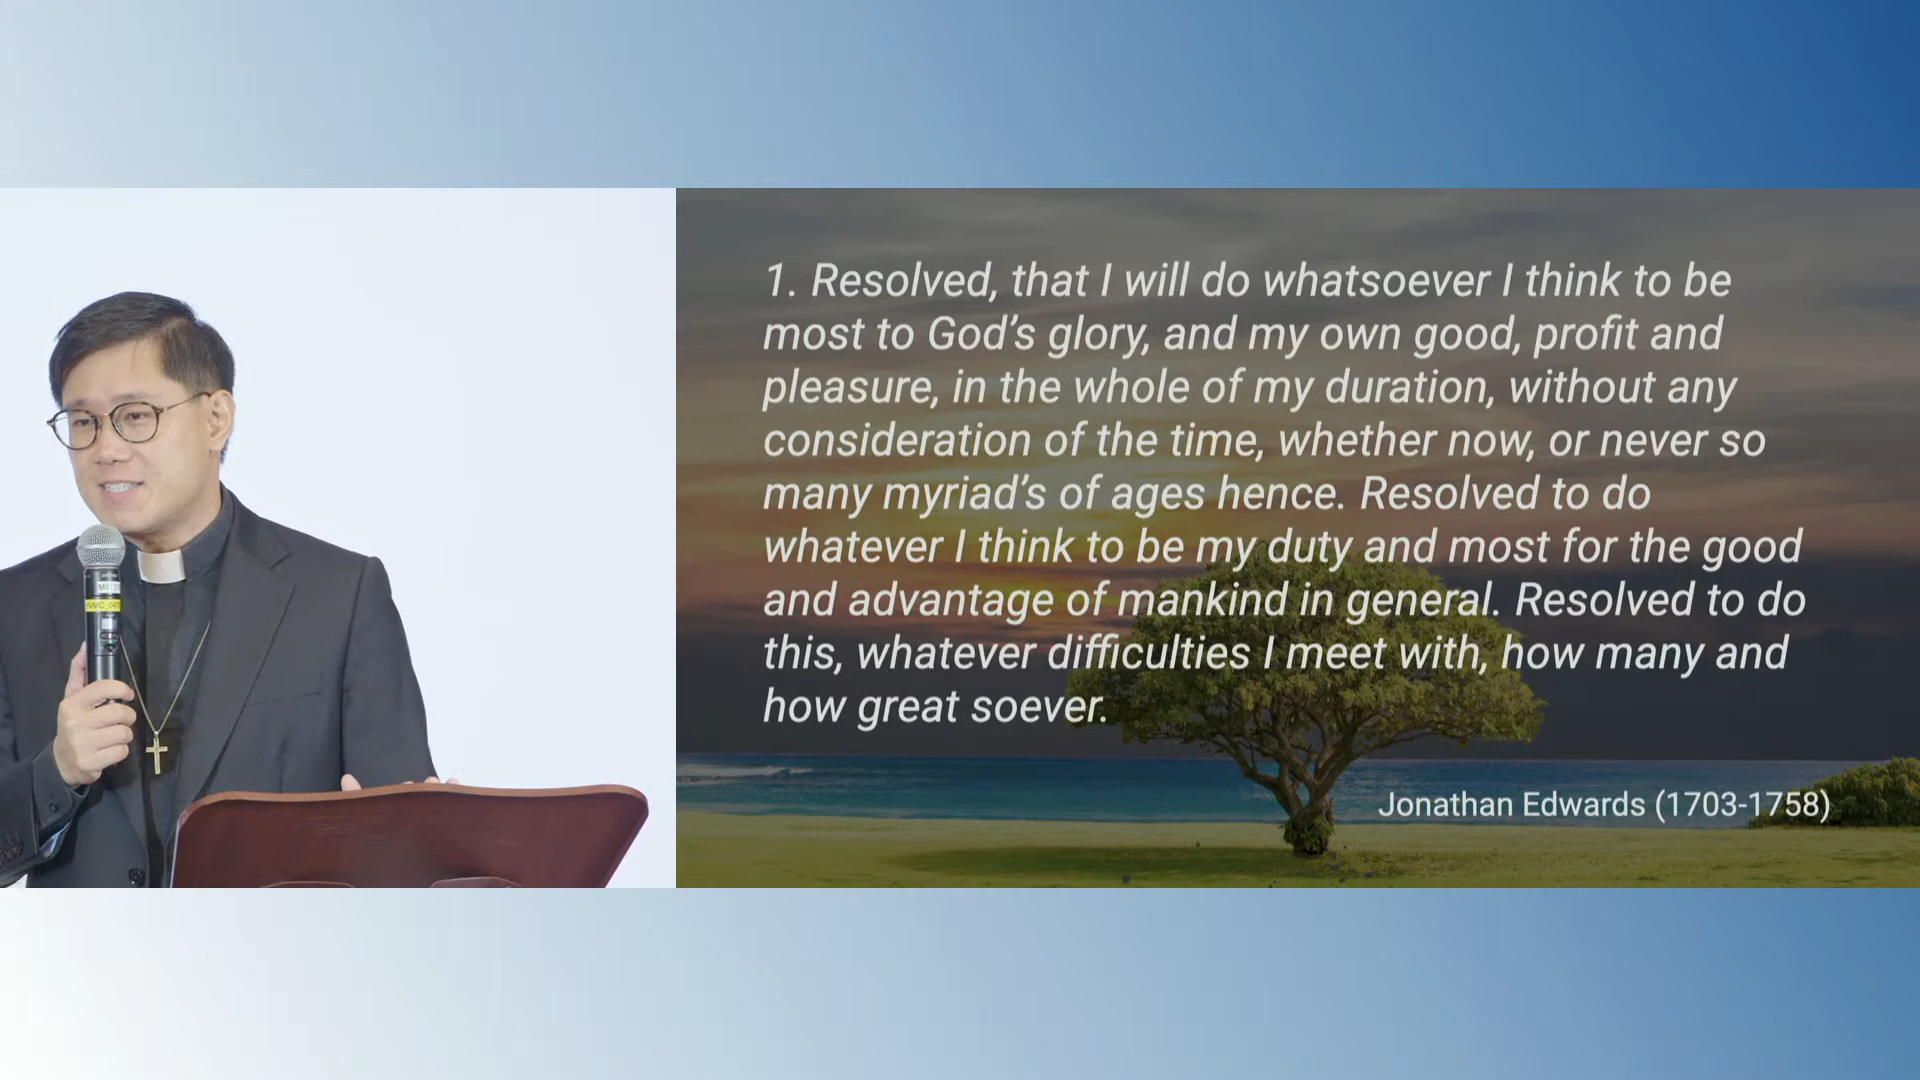 1. Resolved, that I will do whatsoever I think to be
most to God's glory, and my own good, profit and
pleasure, in the whole of my duration, without any
consideration of the time, whether now, or never so
many myriad's of ages hence. Resolved to do
whatever I think to be my duty and most for the good
and advantage of mankind in general. Resolved to do
this, whatever difficulties I meet with, how many and
how great soever.
Jonathan Edwards (1703-1758)